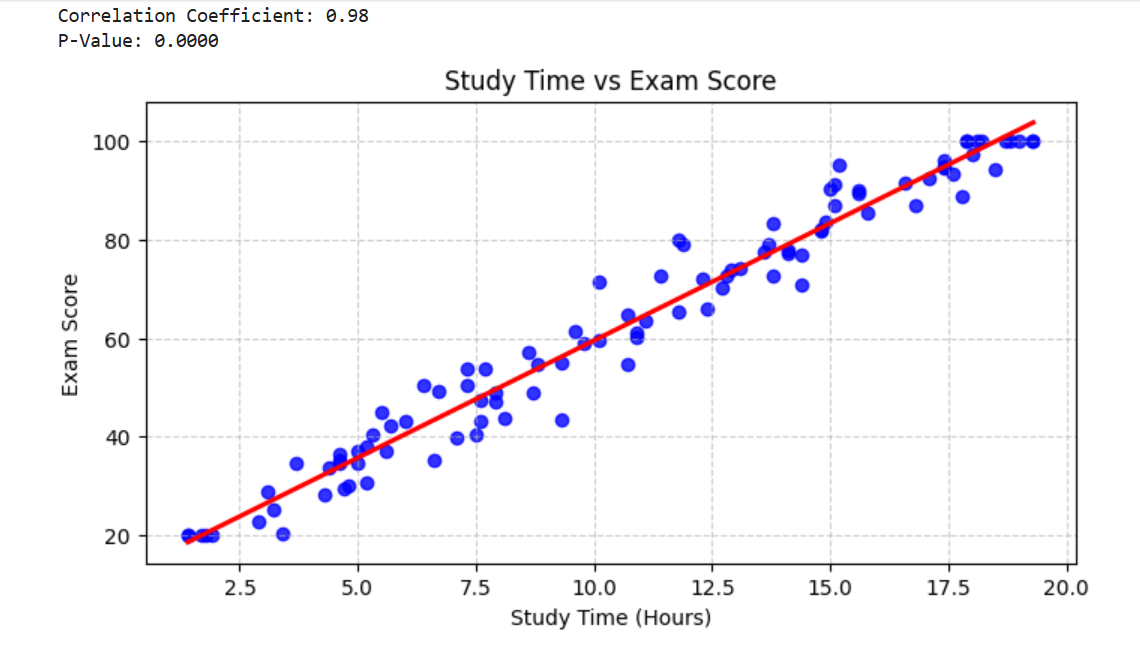 Correlation Coefficient: 0.98
P-Value: 0.0000
Study Time vs Exam Score
100
80
60
40
20
Exam Score
2.5 5.0 7.5 10.0 12.5 15.0 17.5 20.0
Study Time (Hours)